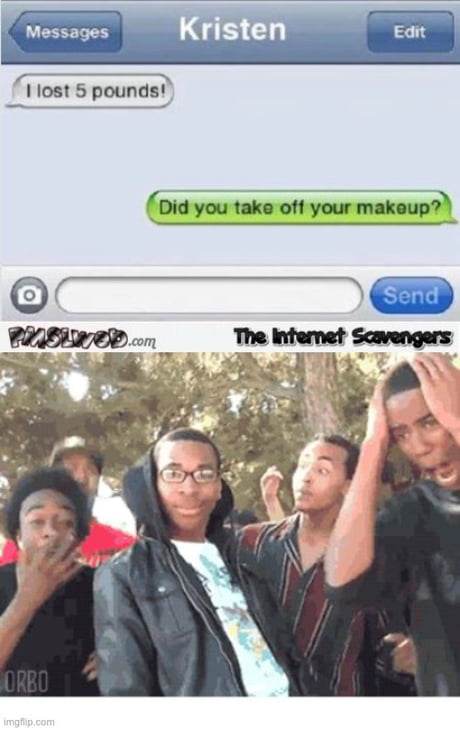 Messages
Kristen
Edit
I lost 5 pounds!
Did you take off your makeup?
Send
PMSLWeb.com
The Internet Scavengers
ORBO
imgflip.com